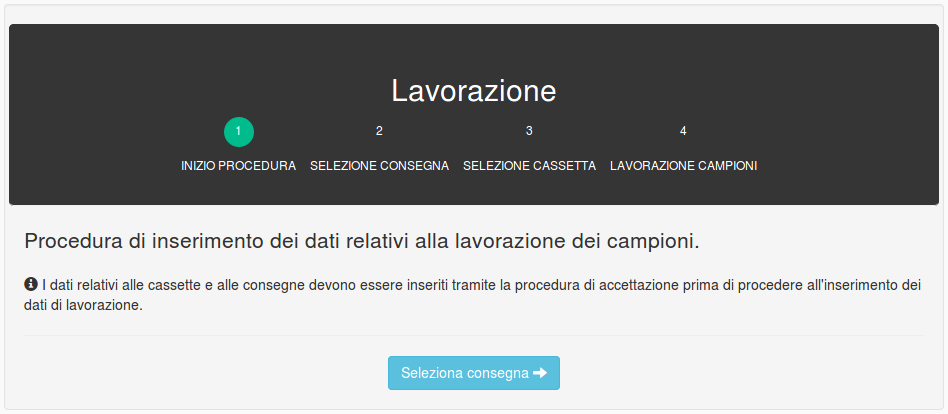 Lavorazione
1 2 3 4
INIZIO PROCEDURA SELEZIONE CONSEGNA SELEZIONE CASSETTA LAVORAZIONE CAMPIONI
Procedura di inserimento dei dati relativi alla lavorazione dei campioni.
I dati relativi alle cassette e alle consegne devono essere inseriti tramite la procedura di accettazione prima di procedere all'inserimento dei
dati di lavorazione.
Seleziona consegna